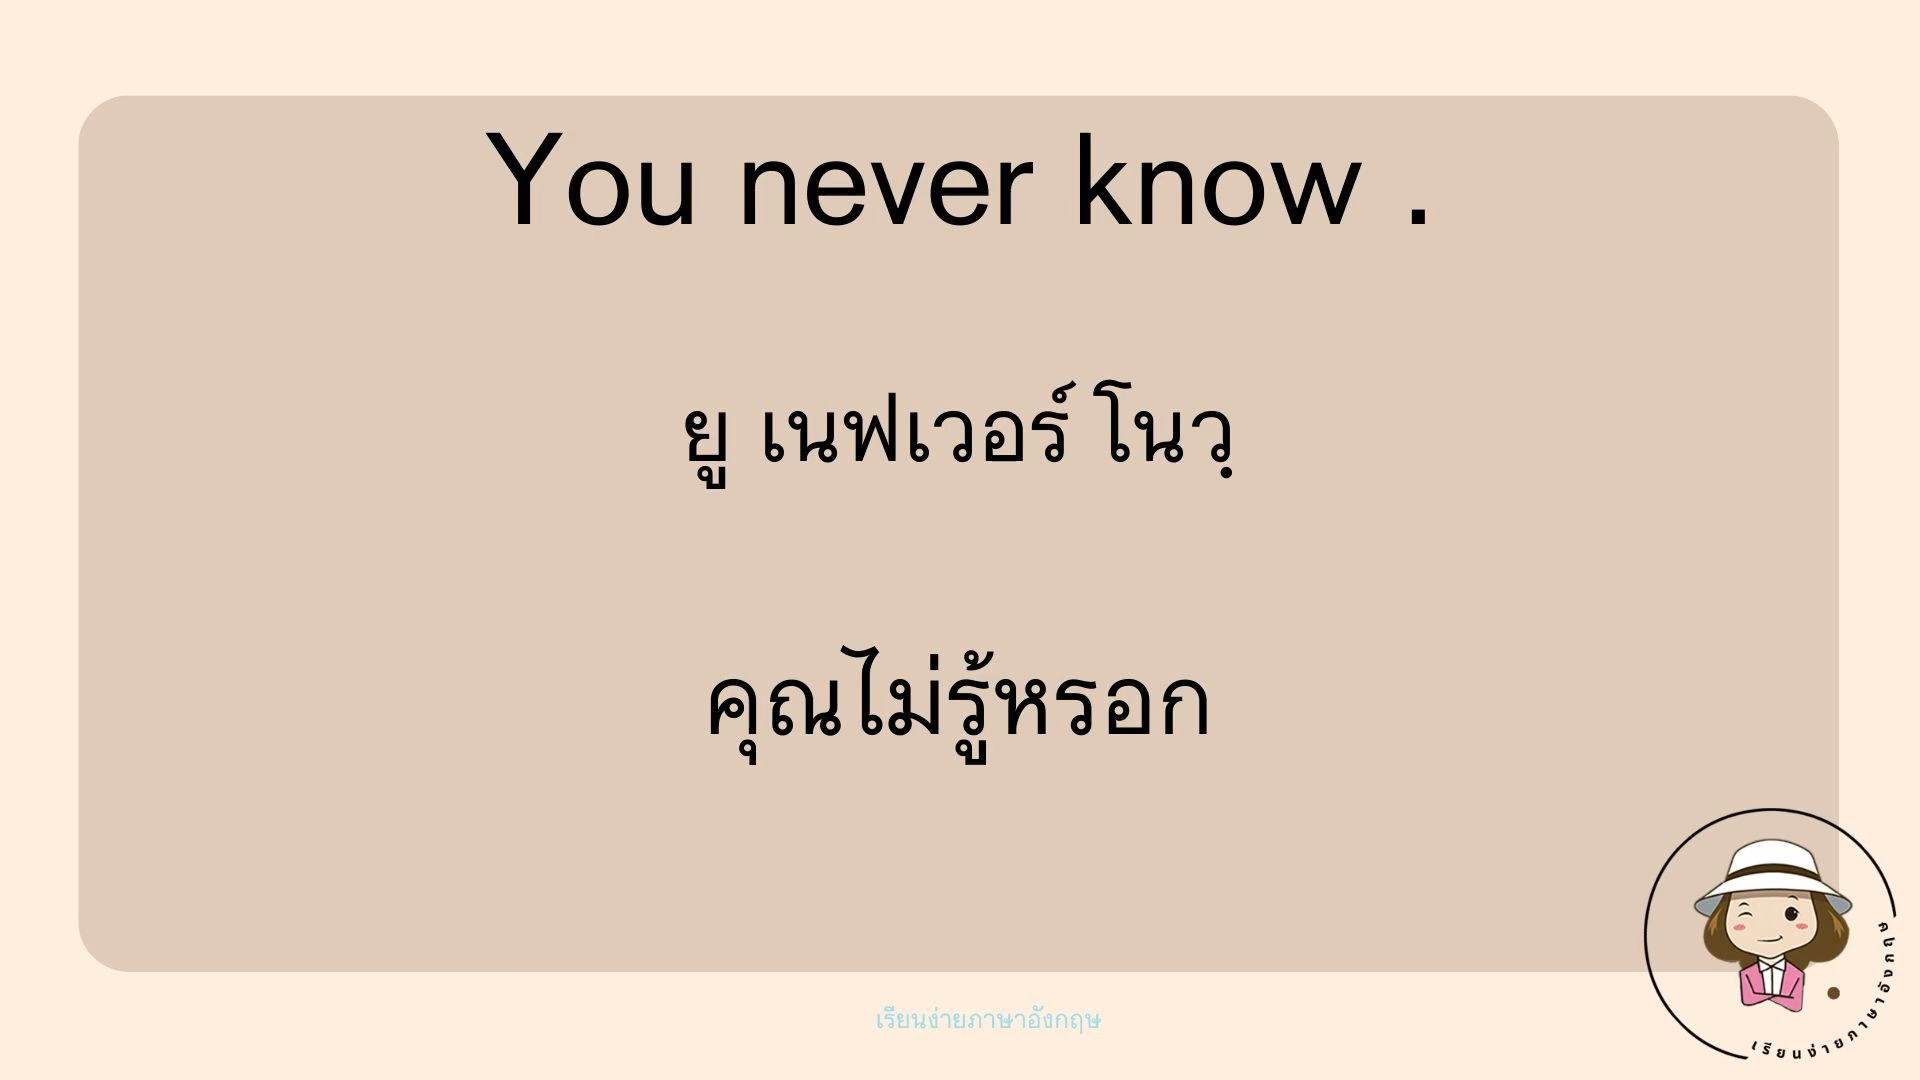 You never know .
ยู เนฟเวอร์ โนวฺ
คุณไม่รู้หรอก
เรียนง่ายภาษาอังกฤษ
เรียนง่ายภาษาอังกฤษ